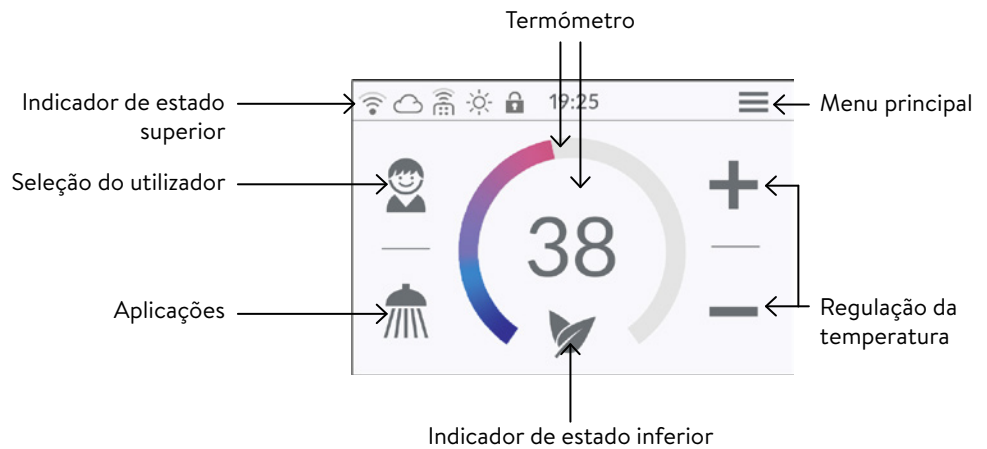 Termómetro
Indicador de estado
superior
19:25
Menu principal
Seleção do utilizador
38
Aplicações
Regulação da
temperatura
Indicador de estado inferior